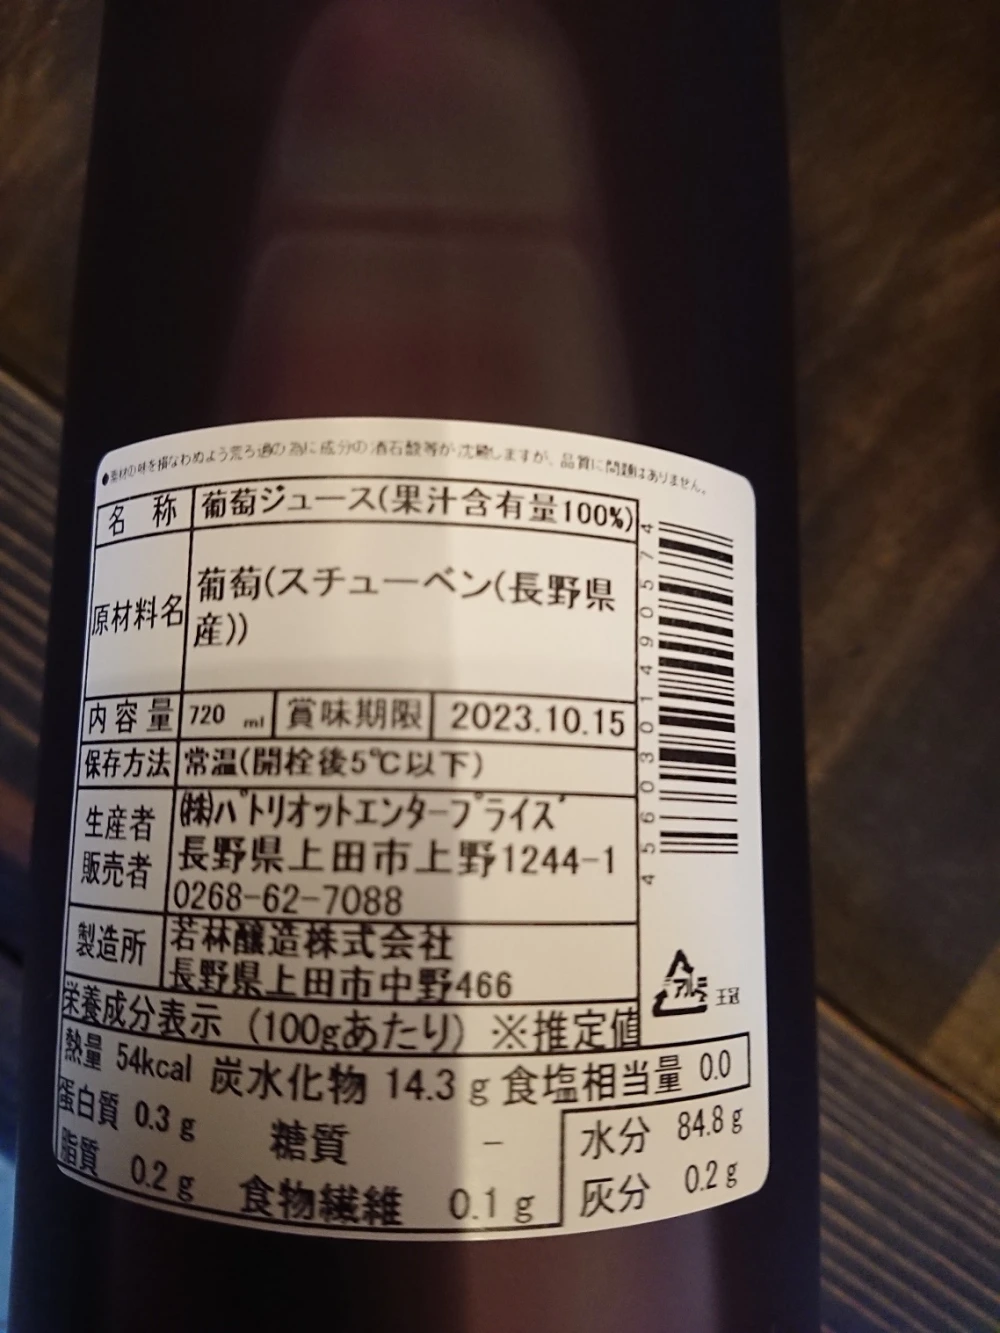 ●素材の味を損なわぬよう荒ろ過の為に成分の酒石酸等が沈殿しますが、品質に問題はありません。
名 称 葡萄ジュース(果汁含有量100%)
原材料名 葡萄(スチューベン(長野県
産))
内容量 720 ml 賞味期限 2023.10.15
保存方法 常温(開栓後5℃以下)
生産者
販売者
㈱パトリオットエンタープライズ
長野県上田市上野1244-1
0268-62-7088
製造所 若林醸造株式会社
長野県上田市中野466
栄養成分表示 (100gあたり) ※推定値
熱量 54kcal 炭水化物 14.3 g 食塩相当量 0.0
蛋白質 0.3 g 糖質 - 水分 84.8 g
脂質 0.2 g 食物繊維 0.1 g 灰分 0.2 g
4560301490574
アルミ 王冠